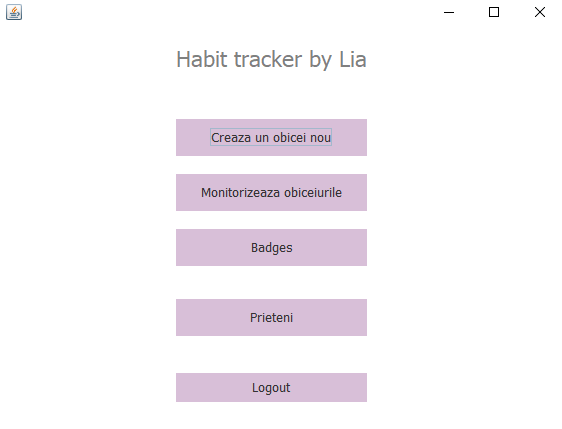 Habit tracker by Lia
Creaza un obicei nou
Monitorizeaza obiceiurile
Badges
Prieteni
Logout